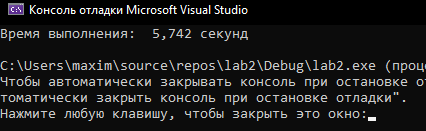 Консоль отладки Microsoft Visual Studio
Время выполнения:  5,742 секунд
C:\Users\maxim\source\repos\lab2\Debug\lab2.exe (проце
Чтобы автоматически закрывать консоль при остановке от
томатически закрыть консоль при остановке отладки".
Нажмите любую клавишу, чтобы закрыть это окно: